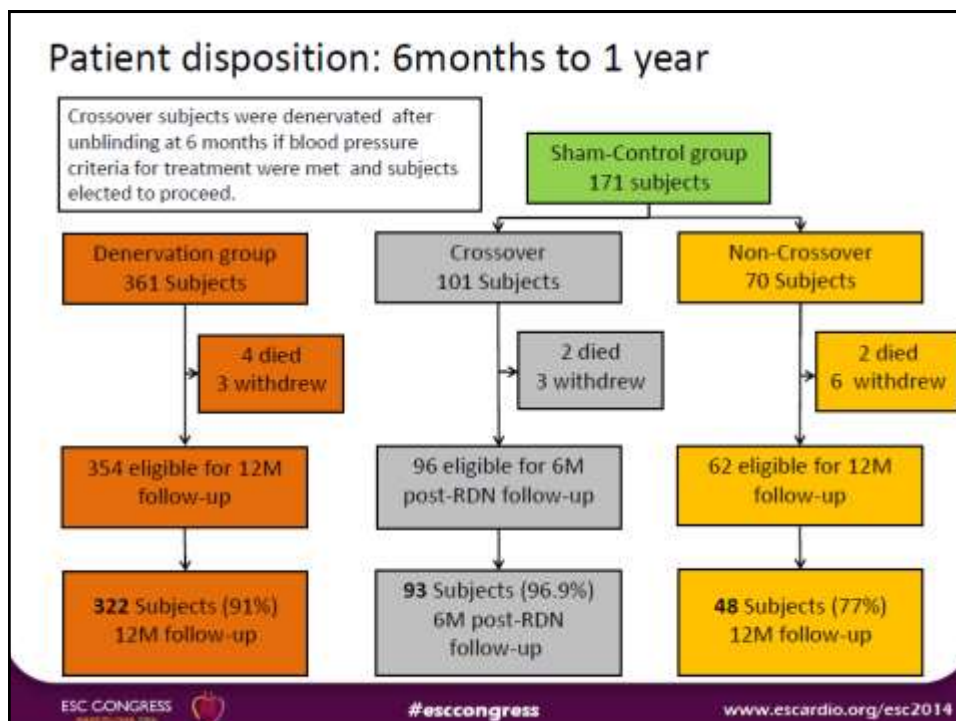 Patient disposition: 6months to 1 year
Crossover subjects were denervated after
unblinding at 6 months if blood pressure
criteria for treatment were met and subjects
elected to proceed.
Sham-Control group
171 subjects
Denervation group
361 Subjects
Crossover
101 Subjects
Non-Crossover
70 Subjects
4 died
3 withdrew
2 died
3 withdrew
2 died
6 withdrew
354 eligible for 12M
follow-up
96 eligible for 6M
post-RDN follow-up
62 eligible for 12M
follow-up
322 Subjects (91%)
12M follow-up
93 Subjects (96.9%)
6M post-RDN
follow-up
48 Subjects (77%)
12M follow-up
ESC CONGRESS
#esccongress
www.escardio.org/esc2014